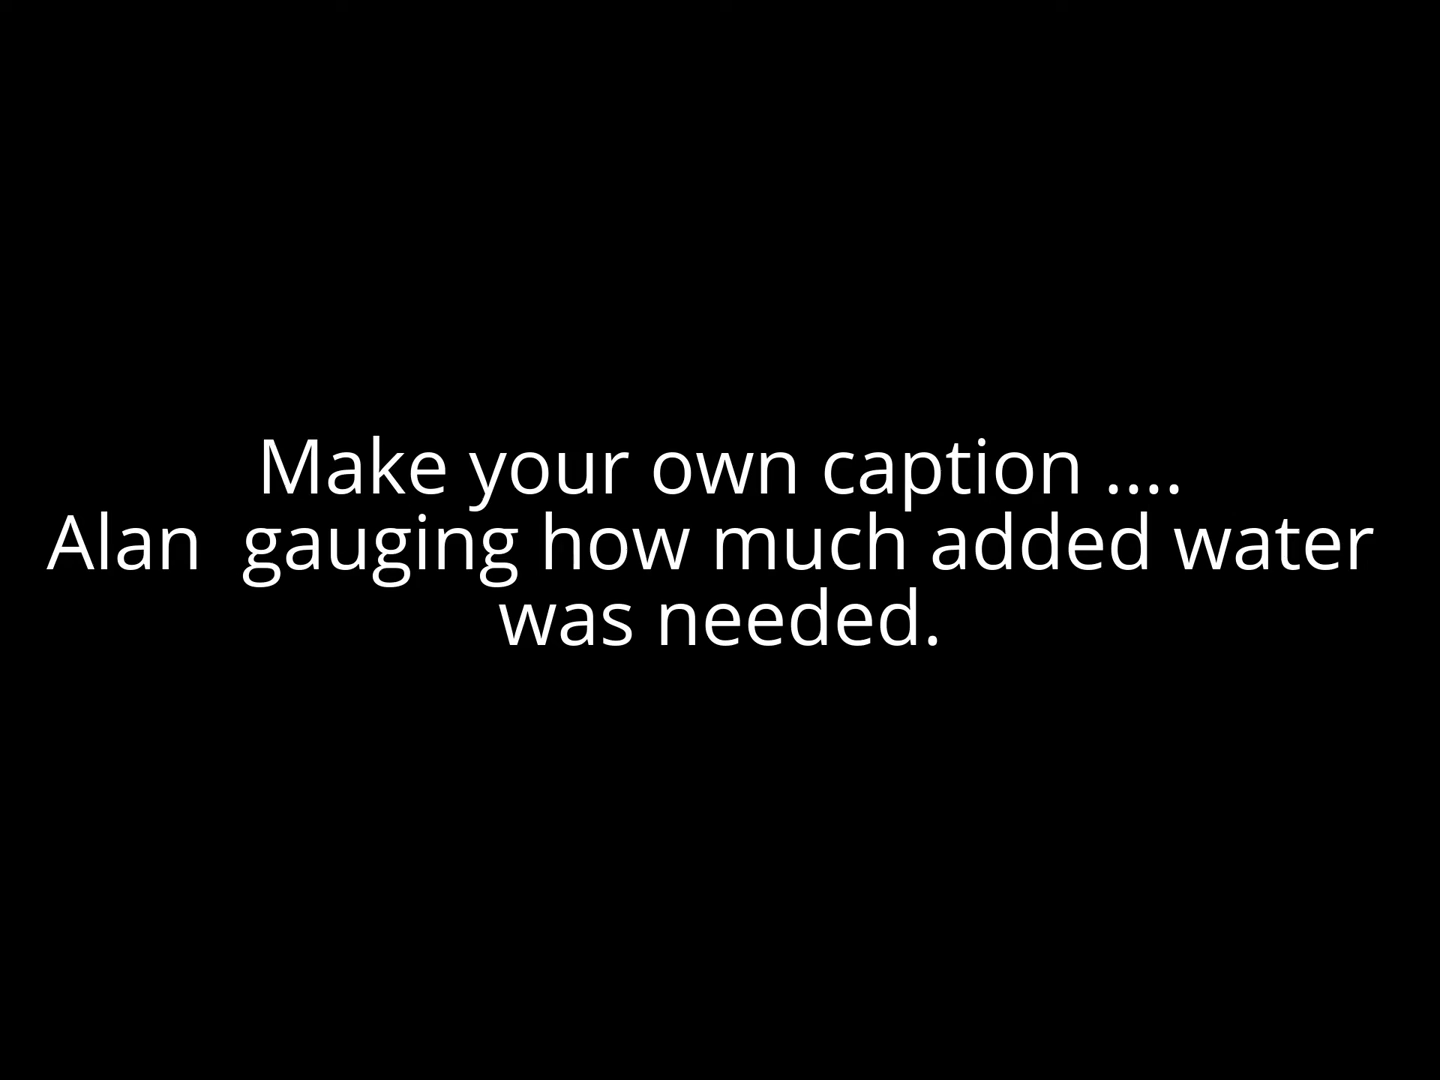 Make your own caption ....
Alan  gauging how much added water
was needed.